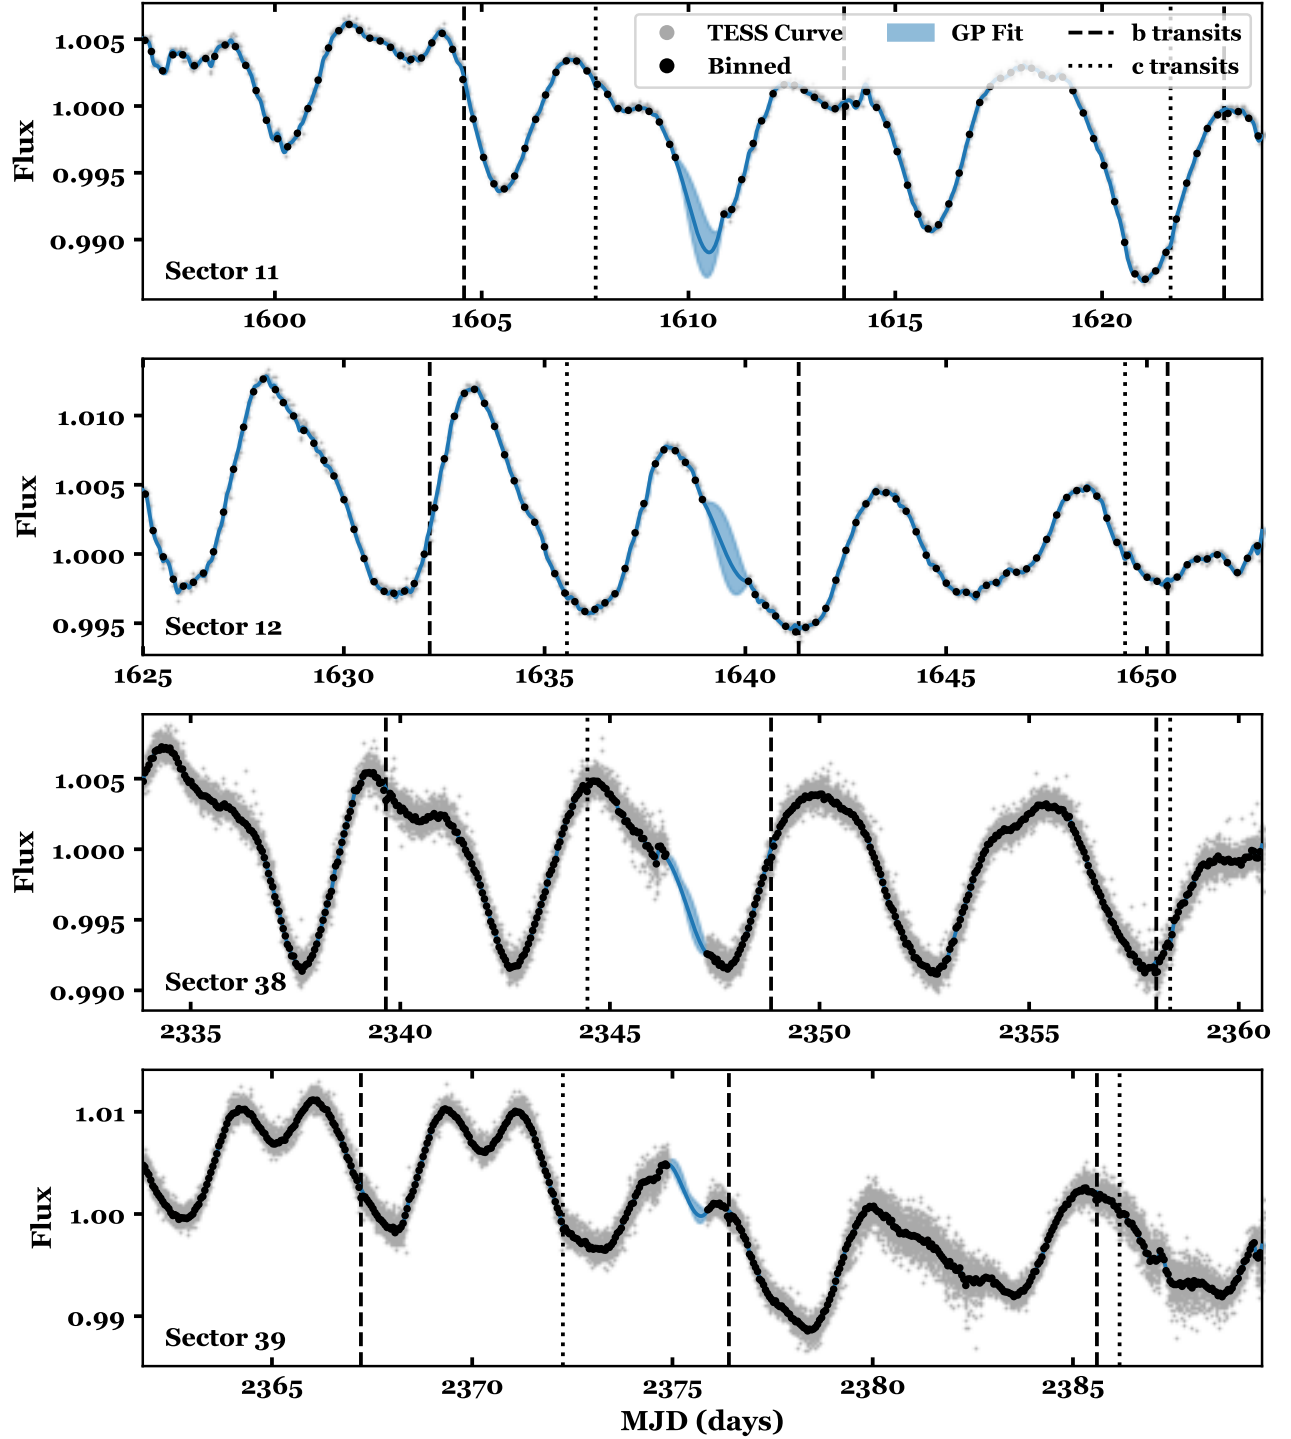 TESS Curve GP Fit b transits
Binned c transits
1.005
1.000
0.995
0.990
Flux
Sector 11
1600 1605 1610 1615 1620
1.010
1.005
1.000
0.995
Flux
Sector 12
1625 1630 1635 1640 1645 1650
1.005
1.000
0.995
0.990
Flux
Sector 38
2335 2340 2345 2350 2355 2360
1.01
1.00
0.99
Flux
Sector 39
2365 2370 2375 2380 2385
MJD (days)